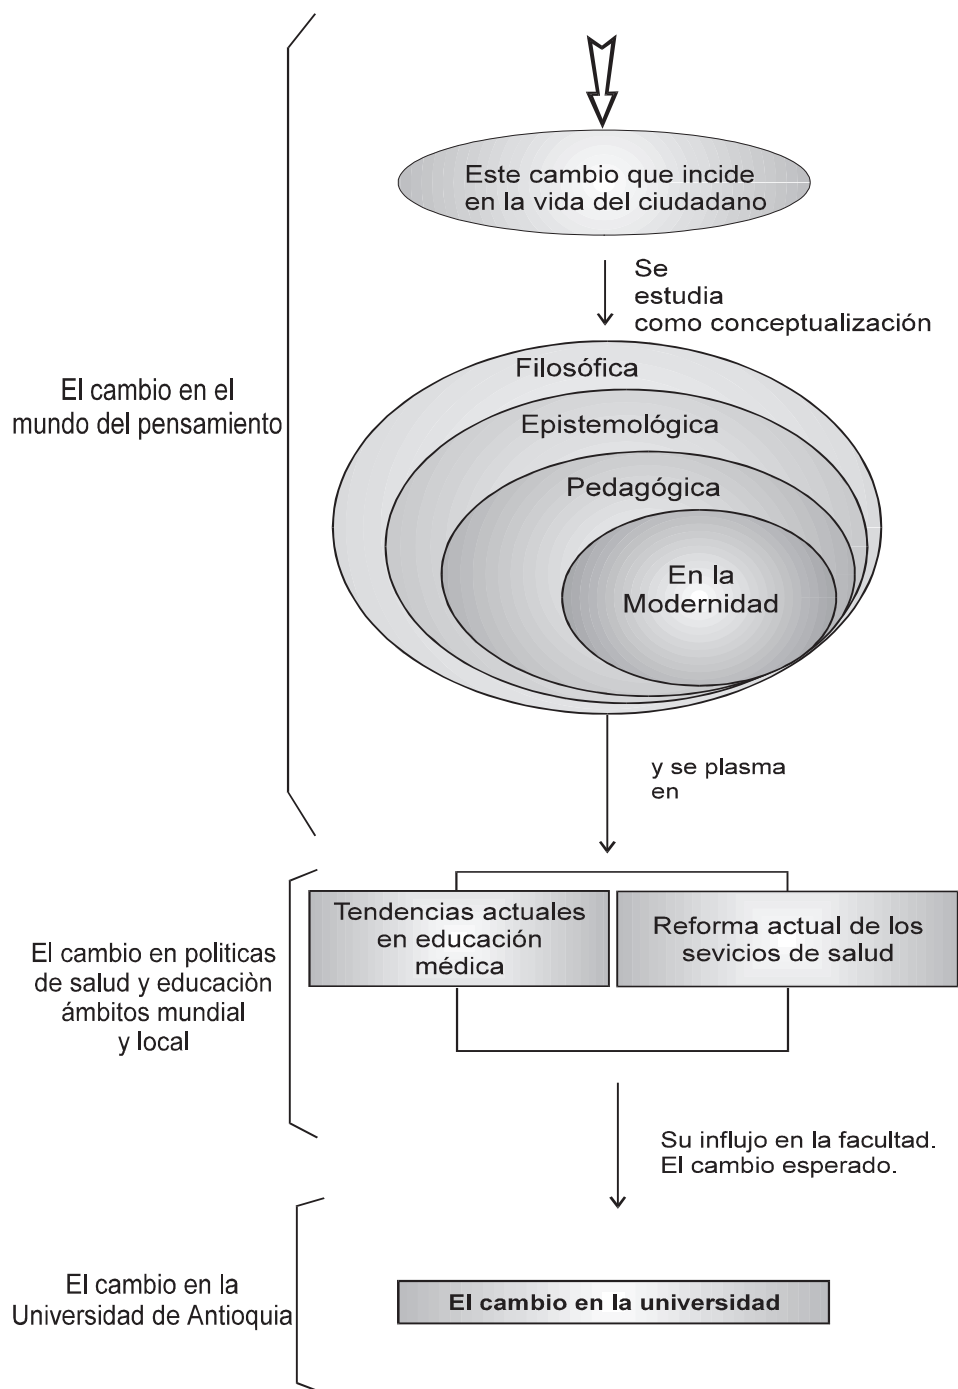 Este cambio que incide
en la vida del ciudadano
Se
estudia
como conceptualización
El cambio en el
mundo del pensamiento
Filosófica
Epistemológica
Pedagógica
En la
Modernidad
y se plasma
en
El cambio en politicas
de salud y educaciòn
ámbitos mundial
y local
Tendencias actuales
en educación
médica
Reforma actual de los
sevicios de salud
Su influjo en la facultad.
El cambio esperado.
El cambio en la
Universidad de Antioquia
El cambio en la universidad